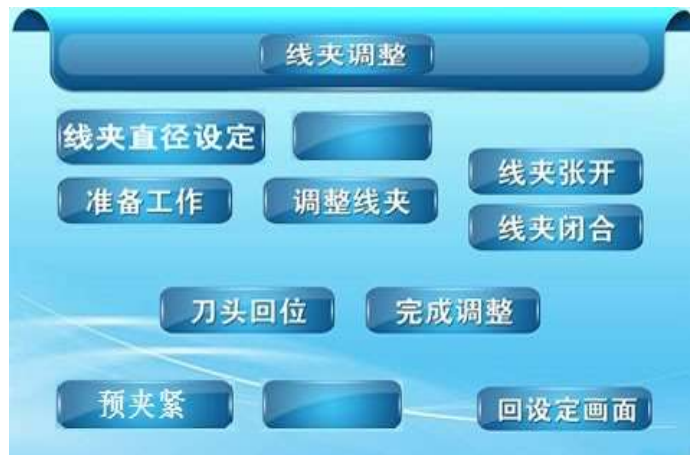 线夹调整
线夹直径设定
线夹张开
准备工作 调整线夹
线夹闭合
刀头回位 完成调整
预夹紧 回设定画面